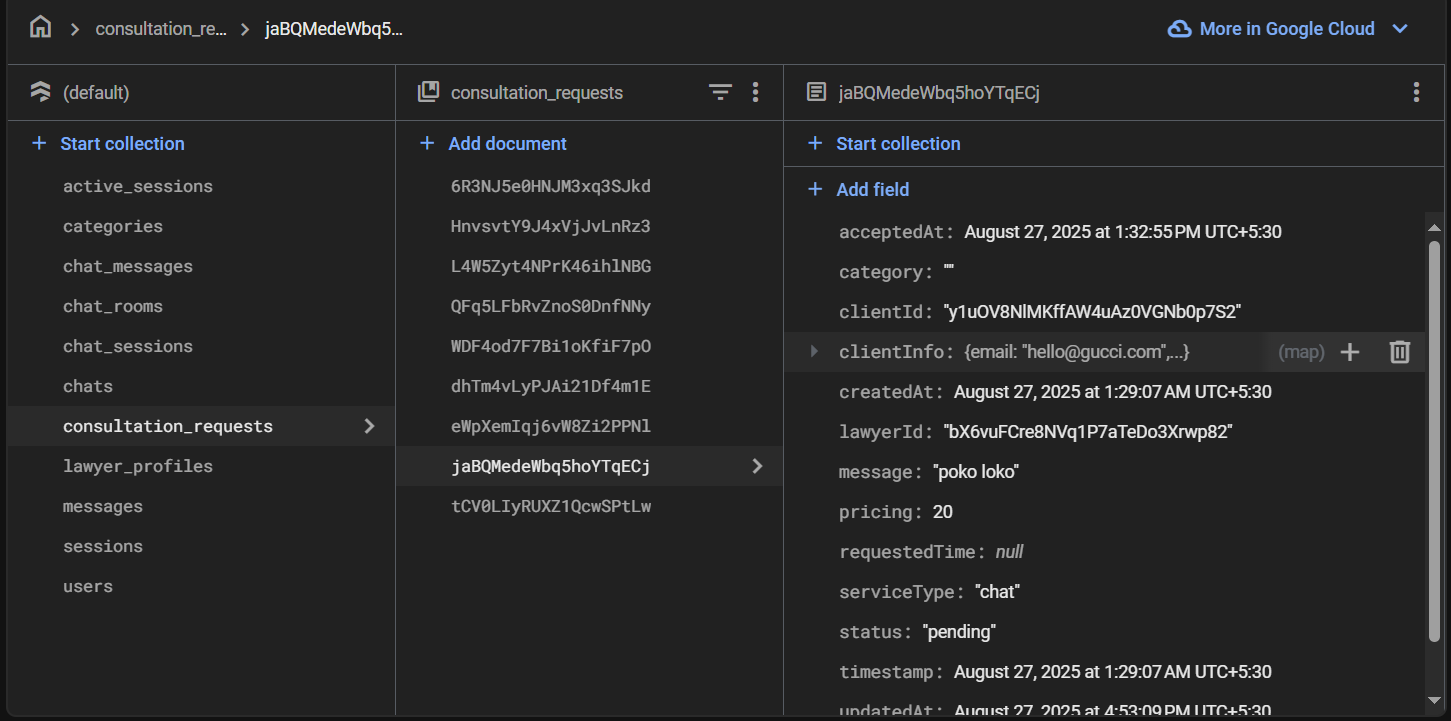 consultation_re... > jaBQMedeWbq5...
More in Google Cloud
(default)
+ Start collection
active_sessions
categories
chat_messages
chat_rooms
chat_sessions
chats
consultation_requests
lawyer_profiles
messages
sessions
users
consultation_requests
+ Add document
6R3NJ5e0HNJM3xq3SJkd
HnvsvtY9J4xVjJvLnRz3
L4W5Zyt4NPrK46ihlNBG
QFq5LFbRvZnoS0DnfNNy
WDF4od7F7Bi1oKfiF7pO
dhTm4vLyPJAi21Df4m1E
eWpXemIqj6vW8Zi2PPNl
jaBQMedeWbq5hoYTqECj
tCV0LIyRUXZ1QcwSPtLw
jaBQMedeWbq5hoYTqECj
+ Start collection
+ Add field
acceptedAt: August 27, 2025 at 1:32:55 PM UTC+5:30
category: ""
clientId: "y1uOV8NlMKffAW4uAz0VGNb0p7S2"
clientInfo: {email: "hello@gucci.com",...} (map)
createdAt: August 27, 2025 at 1:29:07 AM UTC+5:30
lawyerId: "bX6vuFCre8NVq1P7aTeDo3Xrwp82"
message: "poko loko"
pricing: 20
requestedTime: null
serviceType: "chat"
status: "pending"
timestamp: August 27, 2025 at 1:29:07 AM UTC+5:30
updatedAt: August 27, 2025 at 4:53:09 PM UTC+5:30